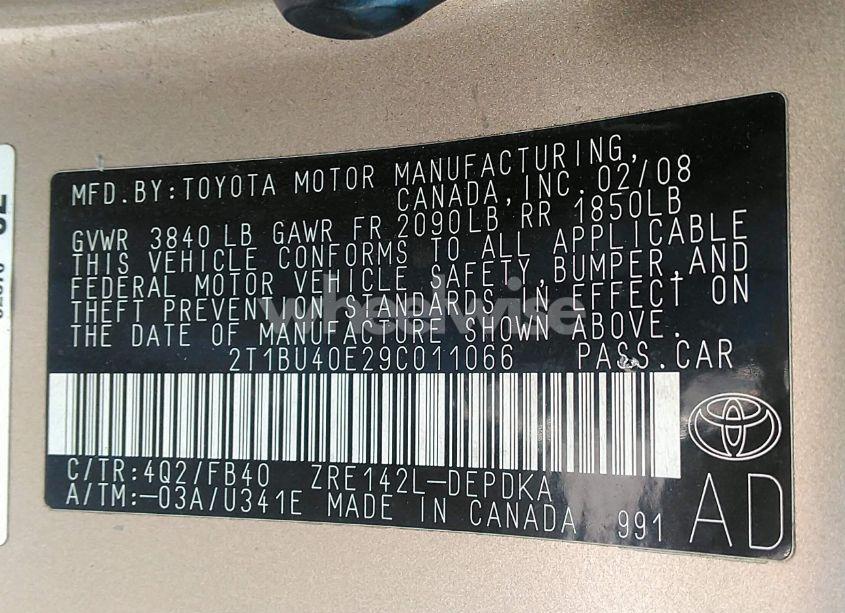 MFD.BY:TOYOTA MOTOR MANUFACTURING,
CANADA,INC.02/08
GVWR 3840LB GAWR FR 2090LB RR 1850LB
THIS VEHICLE CONFORMS TO ALL APPLICABLE
FEDERAL MOTOR VEHICLE SAFETY,BUMPER,AND
THEFT PREVENTION STANDARDS IN EFFECT ON
THE DATE OF MANUFACTURE SHOWN ABOVE.
2T1BU40E29C011066 PASS.CAR
C/TR:4Q2/FB40 ZRE142L-DEPDKA
A/TM:-03A/U341E MADE IN CANADA 991
AD
wheelwise